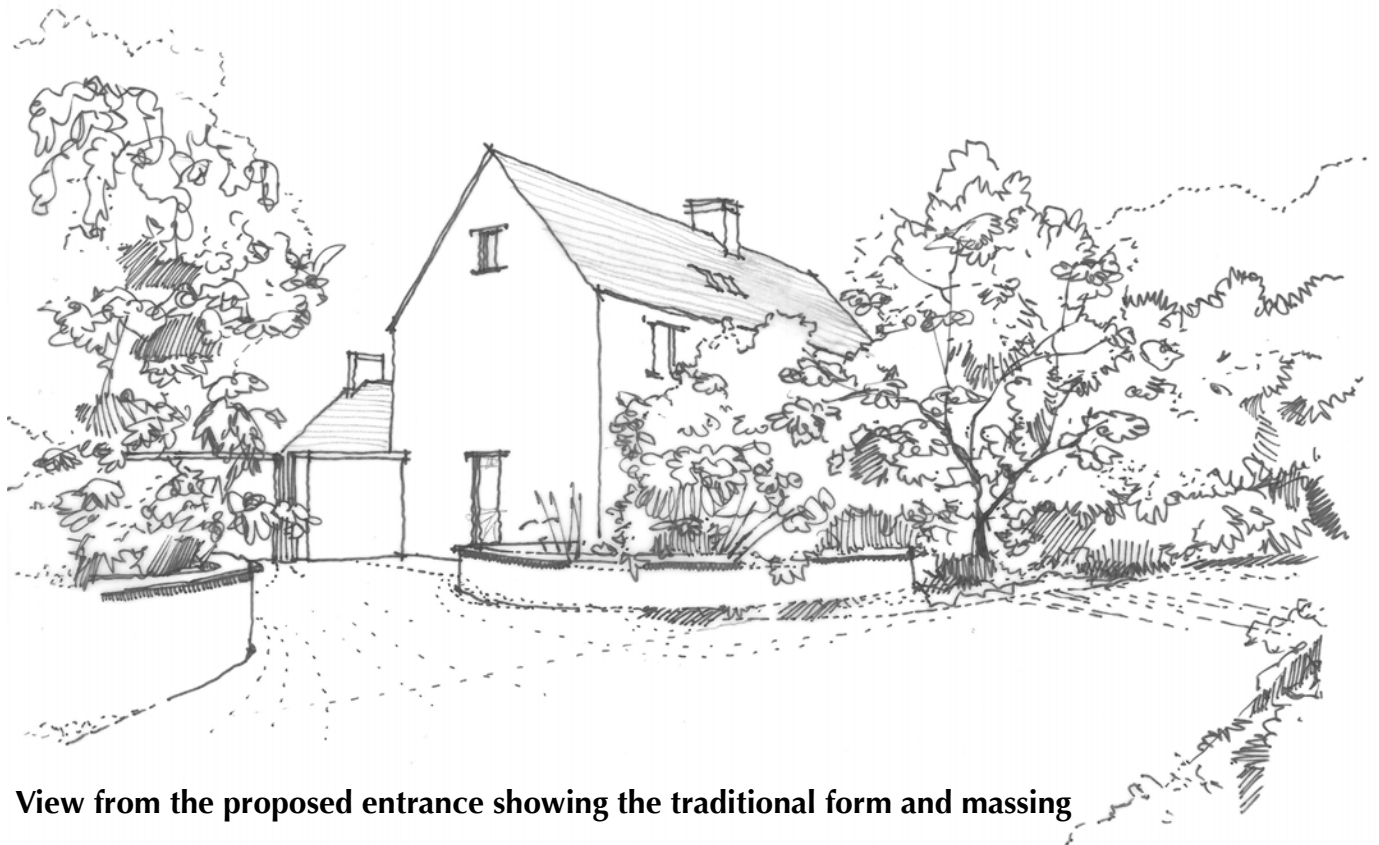 View from the proposed entrance showing the traditional form and massing